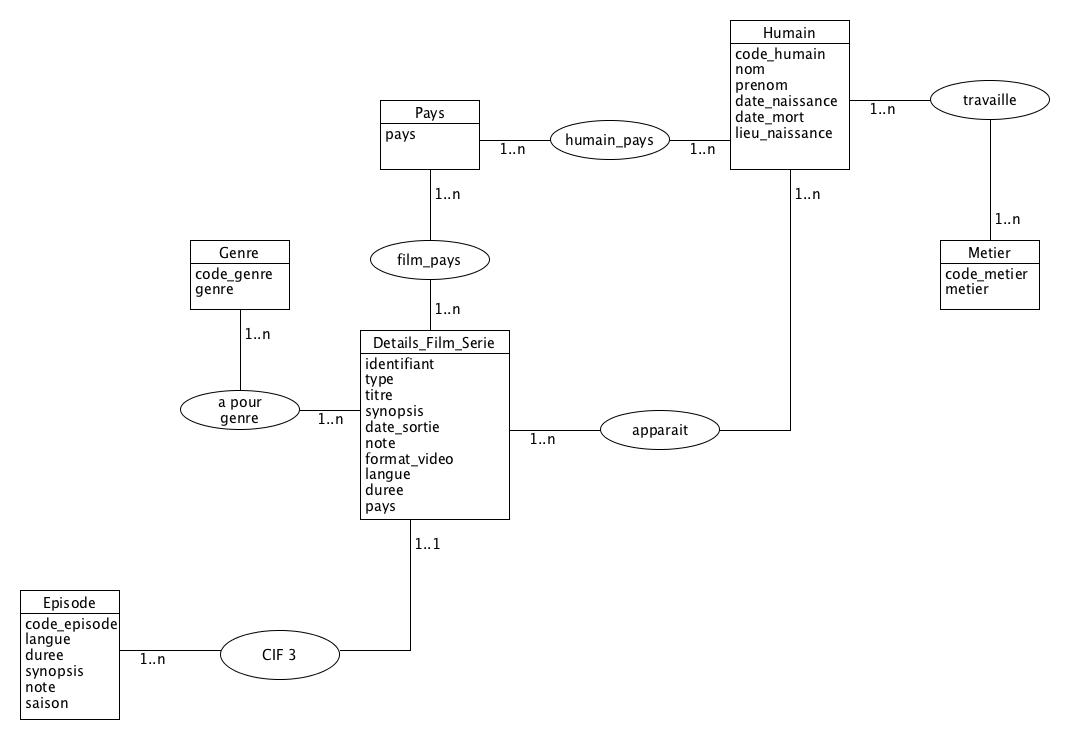 Humain
code_humain
nom
prenom
date_naissance
date_mort
lieu_naissance
1..n
travaille
1..n
Metier
code_metier
metier
Pays
pays
1..n
humain_pays
1..n
1..n
film_pays
1..n
1..n
Genre
code_genre
genre
1..n
a pour
genre
1..n
Details_Film_Serie
identifiant
type
titre
synopsis
date_sortie
note
format_video
langue
duree
pays
1..n
apparait
1..1
Episode
code_episode
langue
duree
synopsis
note
saison
1..n
CIF 3